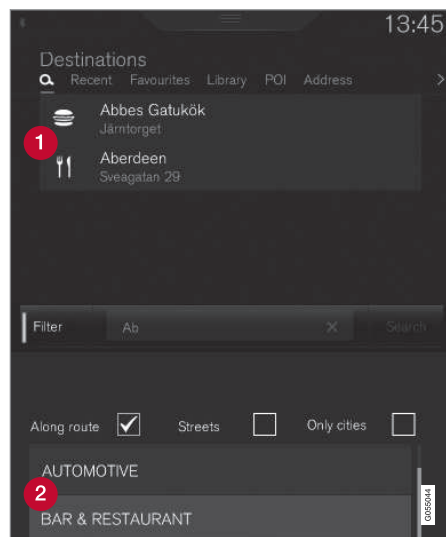 13:45
Destinations
Recent Favourites Library POI Address
Abbes Gatukök
Järntorget
1
Aberdeen
Sveagatan 29
Filter Ab Search
Along route Streets Only cities
AUTOMOTIVE
2
BAR & RESTAURANT
G055044